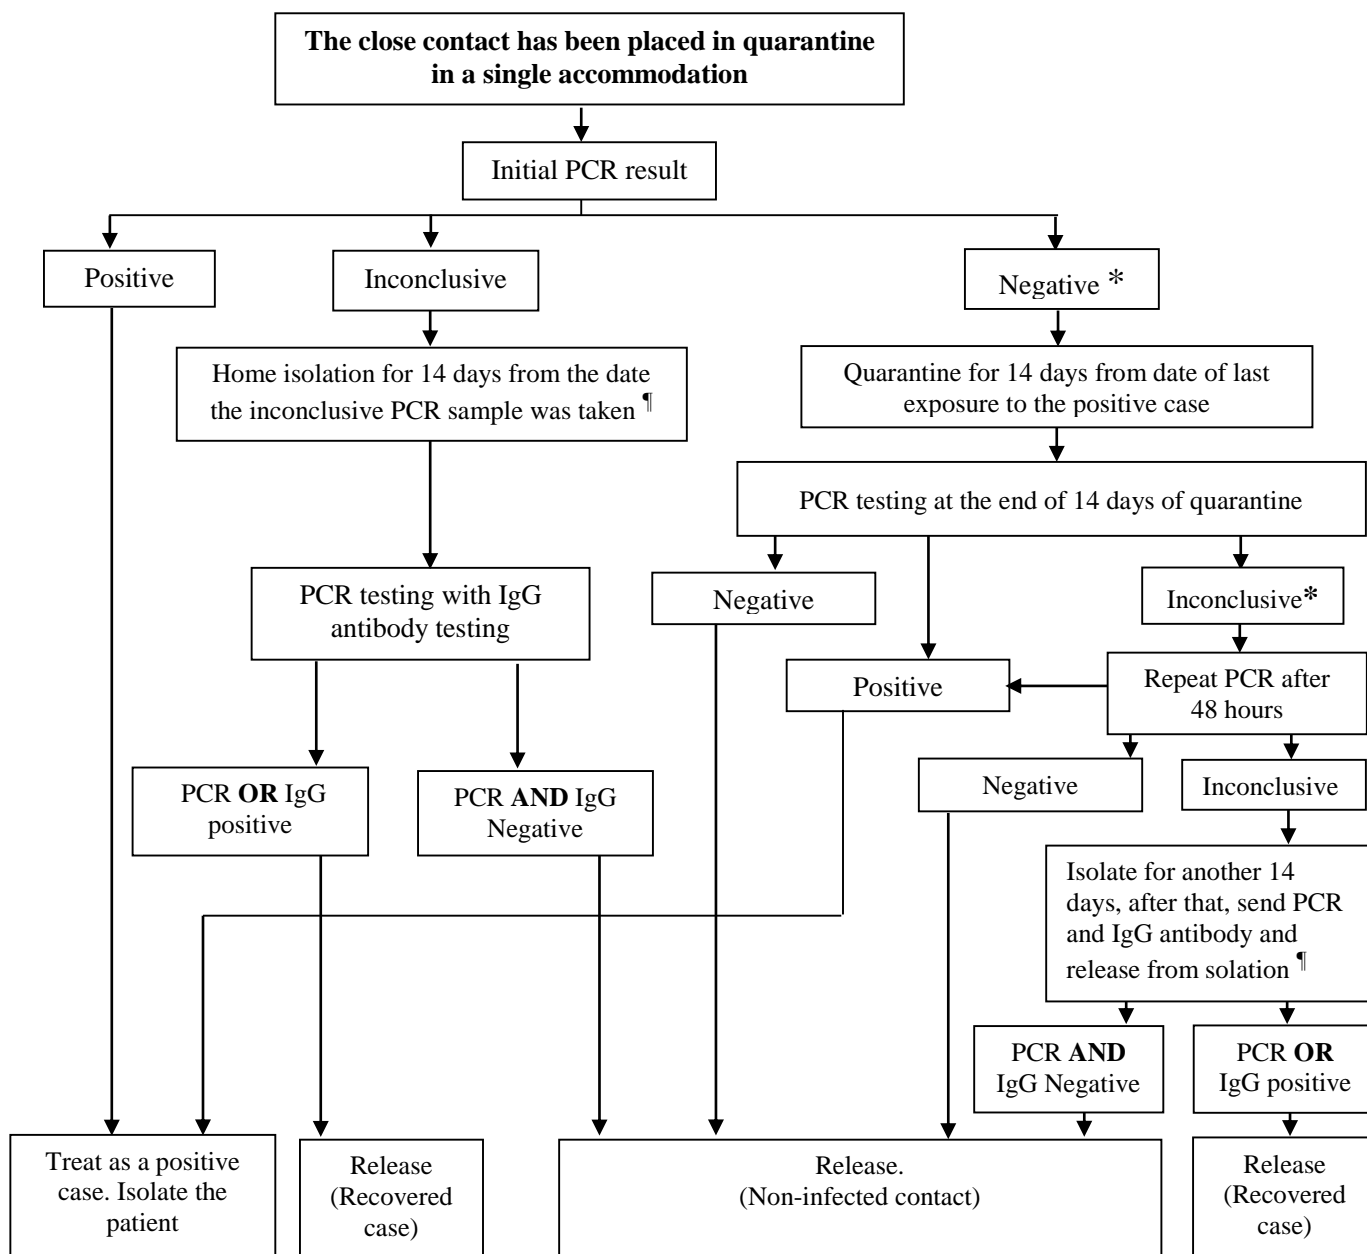 The close contact has been placed in quarantine
in a single accommodation
Initial PCR result
Positive
Inconclusive
Negative *
Home isolation for 14 days from the date
the inconclusive PCR sample was taken ¶
Quarantine for 14 days from date of last
exposure to the positive case
PCR testing at the end of 14 days of quarantine
PCR testing with IgG
antibody testing
Negative
Inconclusive*
Positive
Repeat PCR after
48 hours
PCR OR IgG
positive
PCR AND IgG
Negative
Negative
Inconclusive
Isolate for another 14
days, after that, send PCR
and IgG antibody and
release from solation ¶
PCR AND
IgG Negative
PCR OR
IgG positive
Treat as a positive
case. Isolate the
patient
Release
(Recovered
case)
Release.
(Non-infected contact)
Release
(Recovered
case)